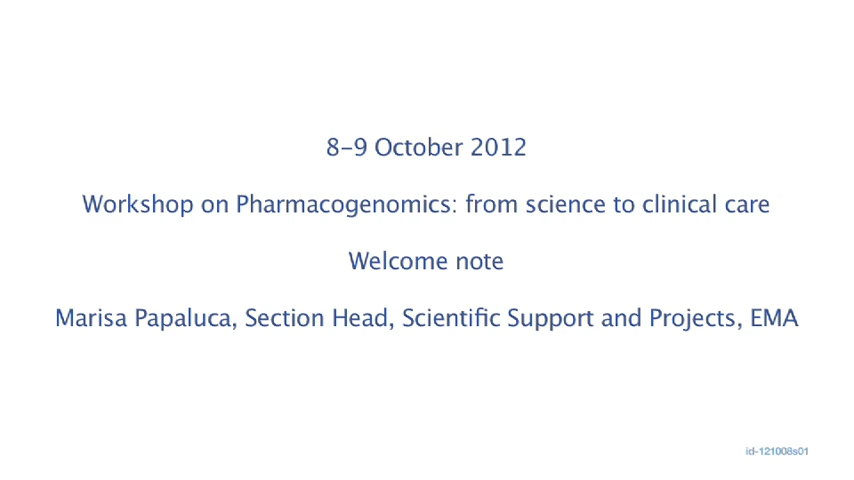 8–9 October 2012
Workshop on Pharmacogenomics: from science to clinical care
Welcome note
Marisa Papaluca, Section Head, Scientific Support and Projects, EMA
id-121008s01